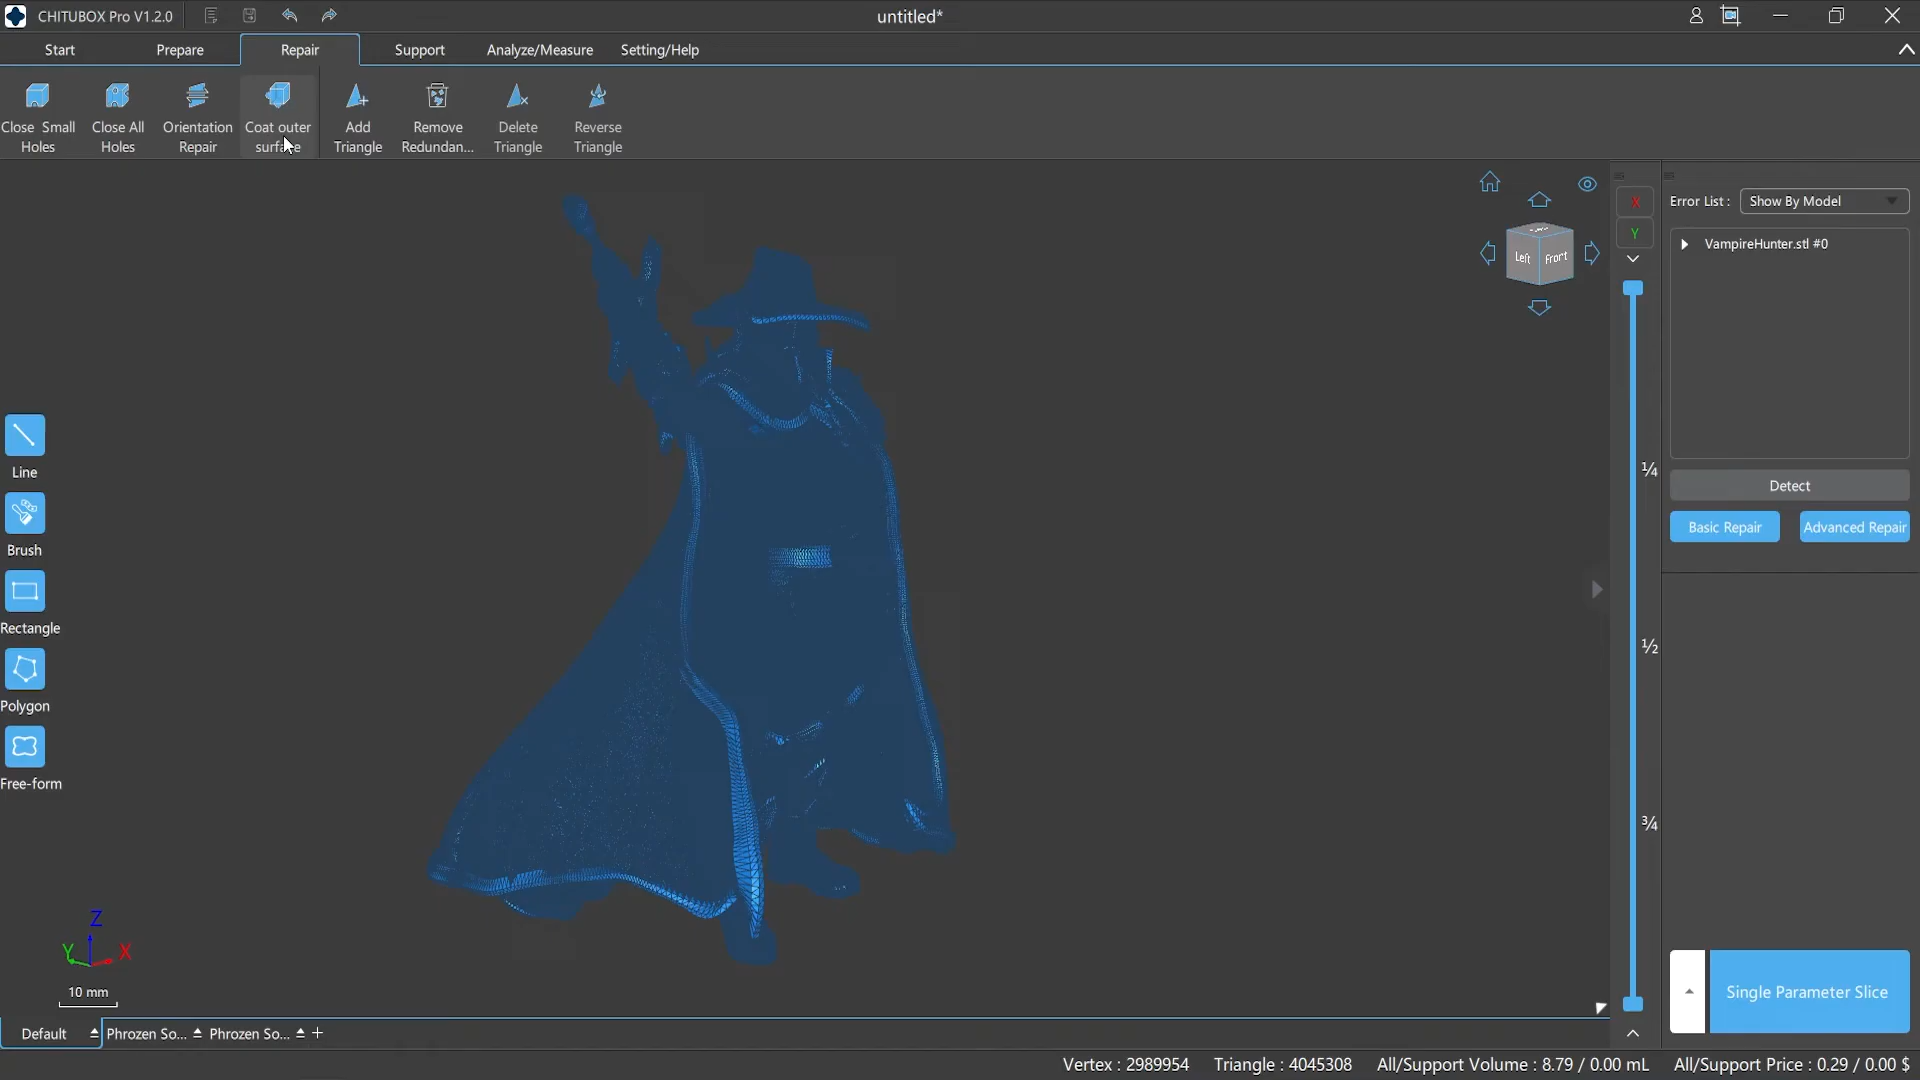 CHITUBOX Pro V1.2.0
untitled*
Start
Prepare
Repair
Support
Analyze/Measure
Setting/Help
Close Small
Holes
Close All
Holes
Orientation
Repair
Coat outer
surface
Add
Triangle
Remove
Redundan...
Delete
Triangle
Reverse
Triangle
Left
Front
X
Y
Error List :
Show By Model
VampireHunter.stl #0
Detect
Basic Repair
Advanced Repair
Line
Brush
Rectangle
Polygon
Free-form
¼
½
¾
Z
Y
X
10 mm
Single Parameter Slice
Default
Phrozen So...
Phrozen So...
Vertex : 2989954
Triangle : 4045308
All/Support Volume : 8.79 / 0.00 mL
All/Support Price : 0.29 / 0.00 $